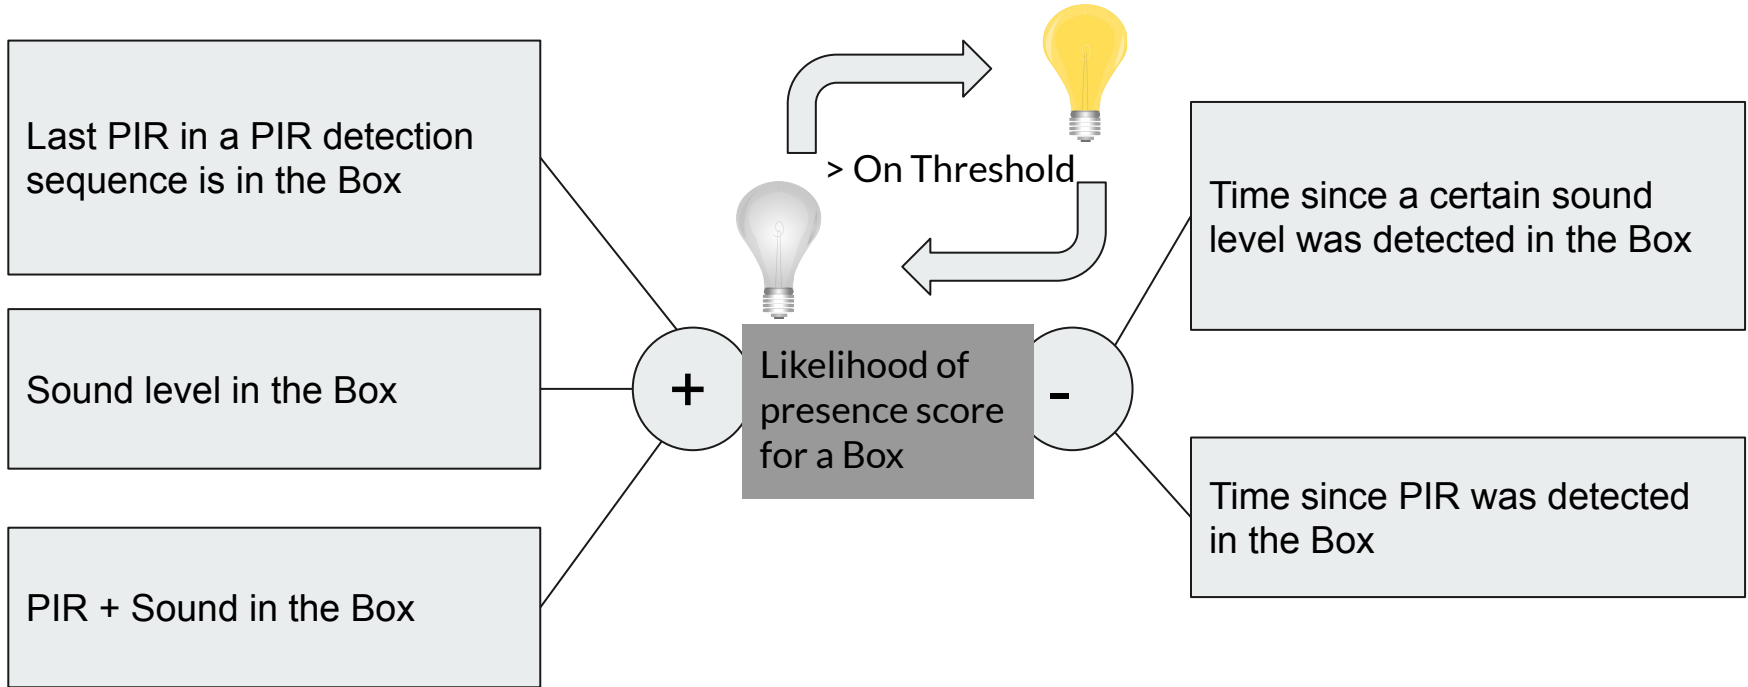 Last PIR in a PIR detection
sequence is in the Box
Sound level in the Box
PIR + Sound in the Box
> On Threshold
+
Likelihood of
presence score
for a Box
-
Time since a certain sound
level was detected in the Box
Time since PIR was detected
in the Box